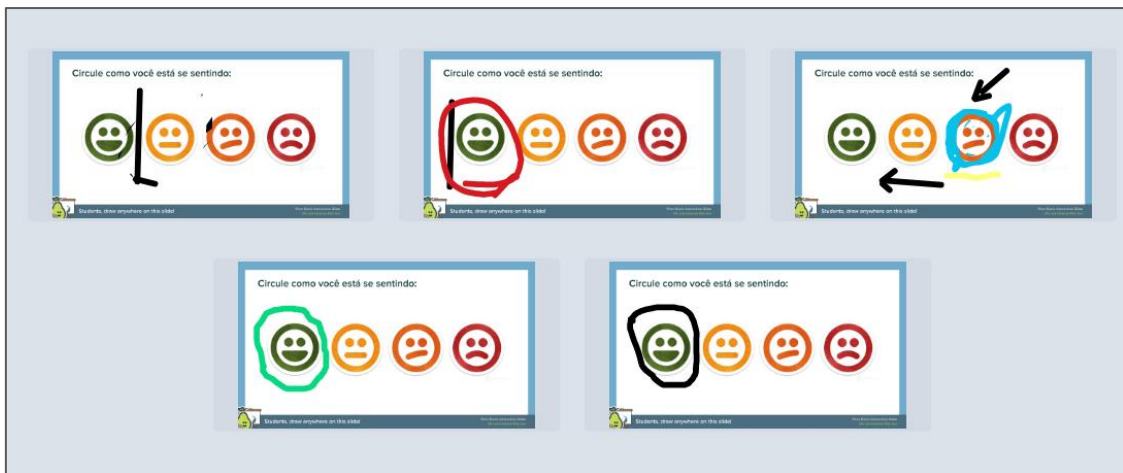 Circule como você está se sentindo:
Students, draw anywhere on this slide!
Circule como você está se sentindo:
Students, draw anywhere on this slide!
Circule como você está se sentindo:
Students, draw anywhere on this slide!
Circule como você está se sentindo:
Students, draw anywhere on this slide!
Circule como você está se sentindo:
Students, draw anywhere on this slide!